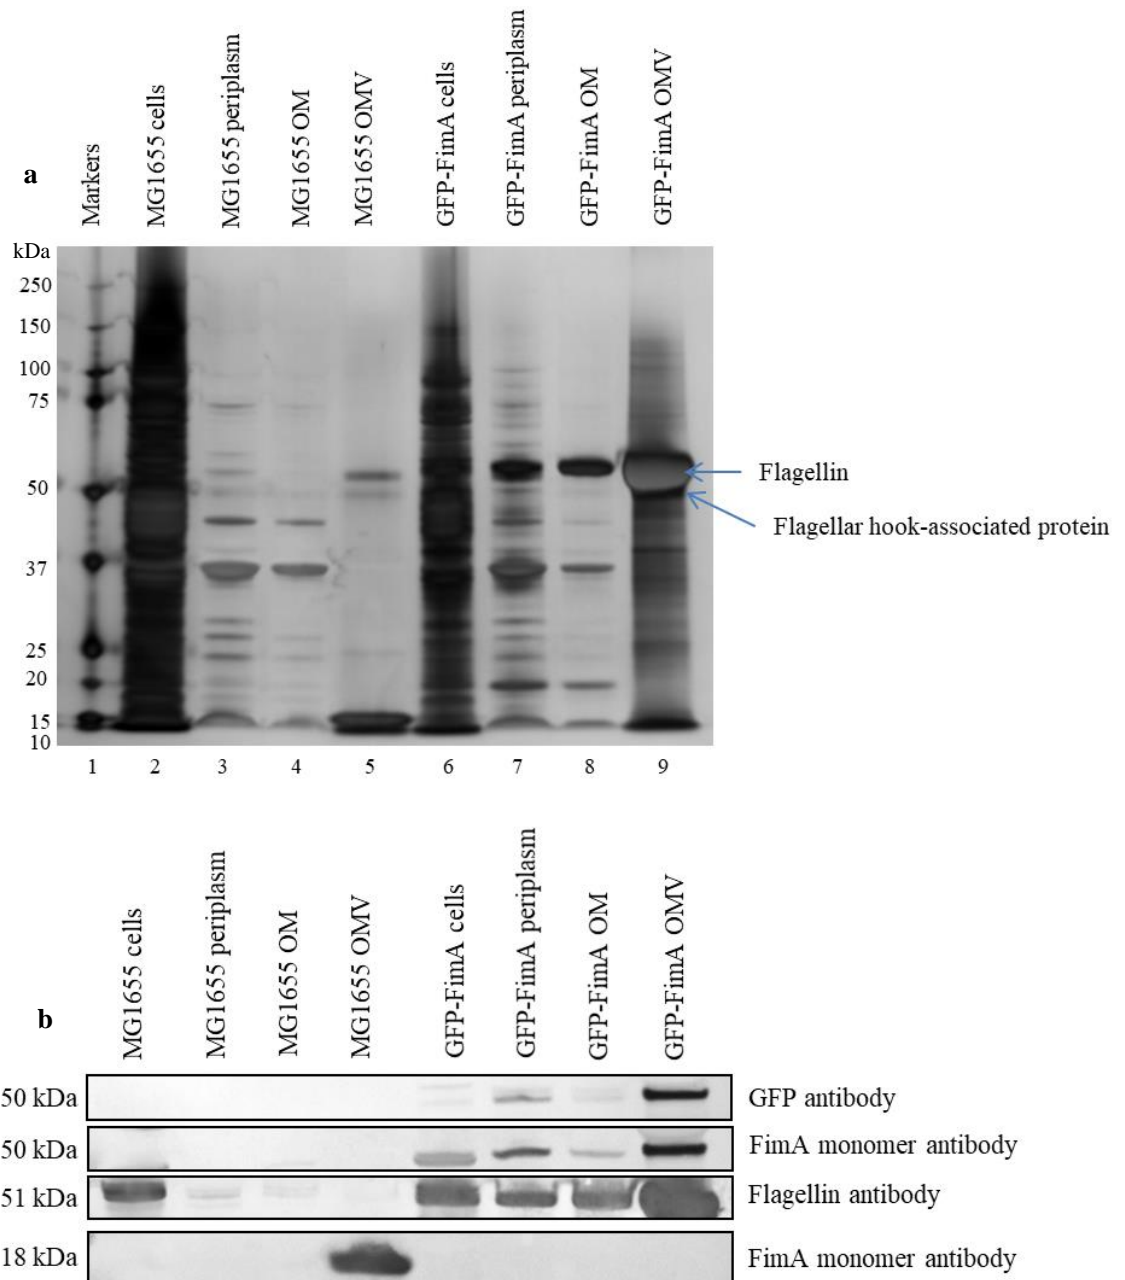 a
Markers
MG1655 cells
MG1655 periplasm
MG1655 OM
MG1655 OMV
GFP-FimA cells
GFP-FimA periplasm
GFP-FimA OM
GFP-FimA OMV
kDa
250
150
100
75
50
37
25
20
15
10
Flagellin
Flagellar hook-associated protein
1 2 3 4 5 6 7 8 9
b
MG1655 cells
MG1655 periplasm
MG1655 OM
MG1655 OMV
GFP-FimA cells
GFP-FimA periplasm
GFP-FimA OM
GFP-FimA OMV
50 kDa GFP antibody
50 kDa FimA monomer antibody
51 kDa Flagellin antibody
18 kDa FimA monomer antibody